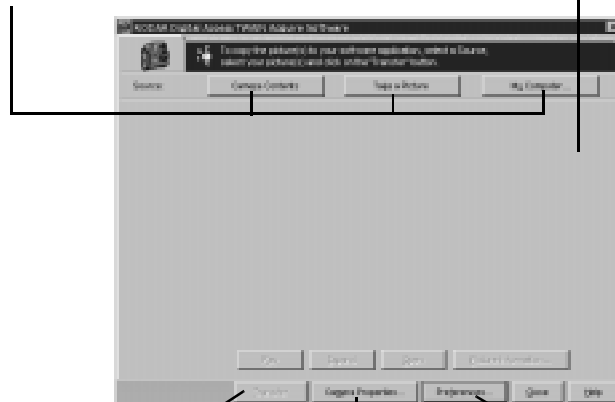 KODAK Digital Access TWAIN Acquire Software
To copy the picture(s) to your software application, select a Source,
select your picture(s) and click on the "Transfer" button.
Source: Camera Contents Take a Picture My Computer...
Transfer Camera Properties... Preferences... Close Help